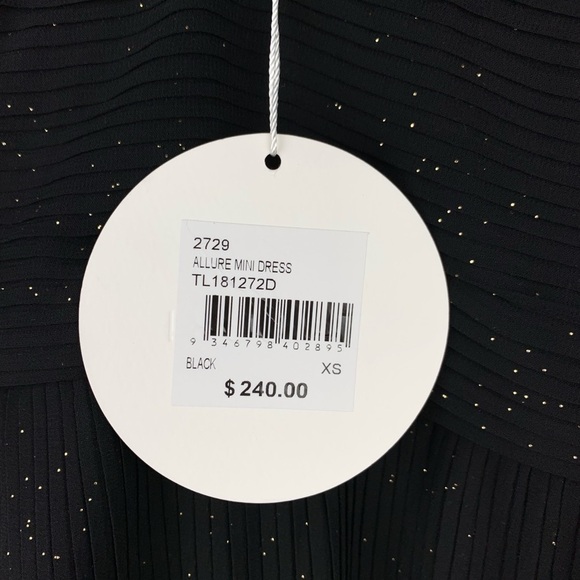 2729
ALLURE MINI DRESS
TL181272D
9 346798 402895
BLACK XS
$240.00